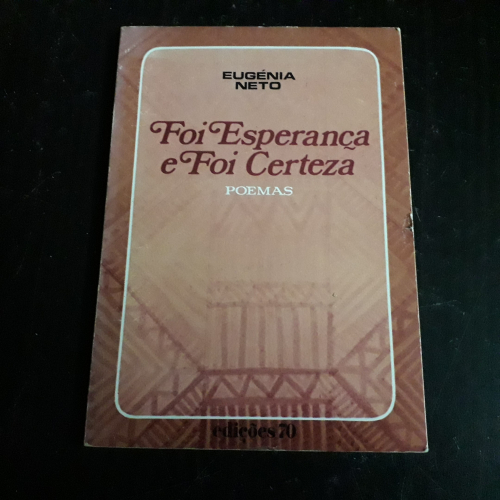 EUGÉNIA
NETO
Foi Esperança
e Foi Certeza
POEMAS
edições 70